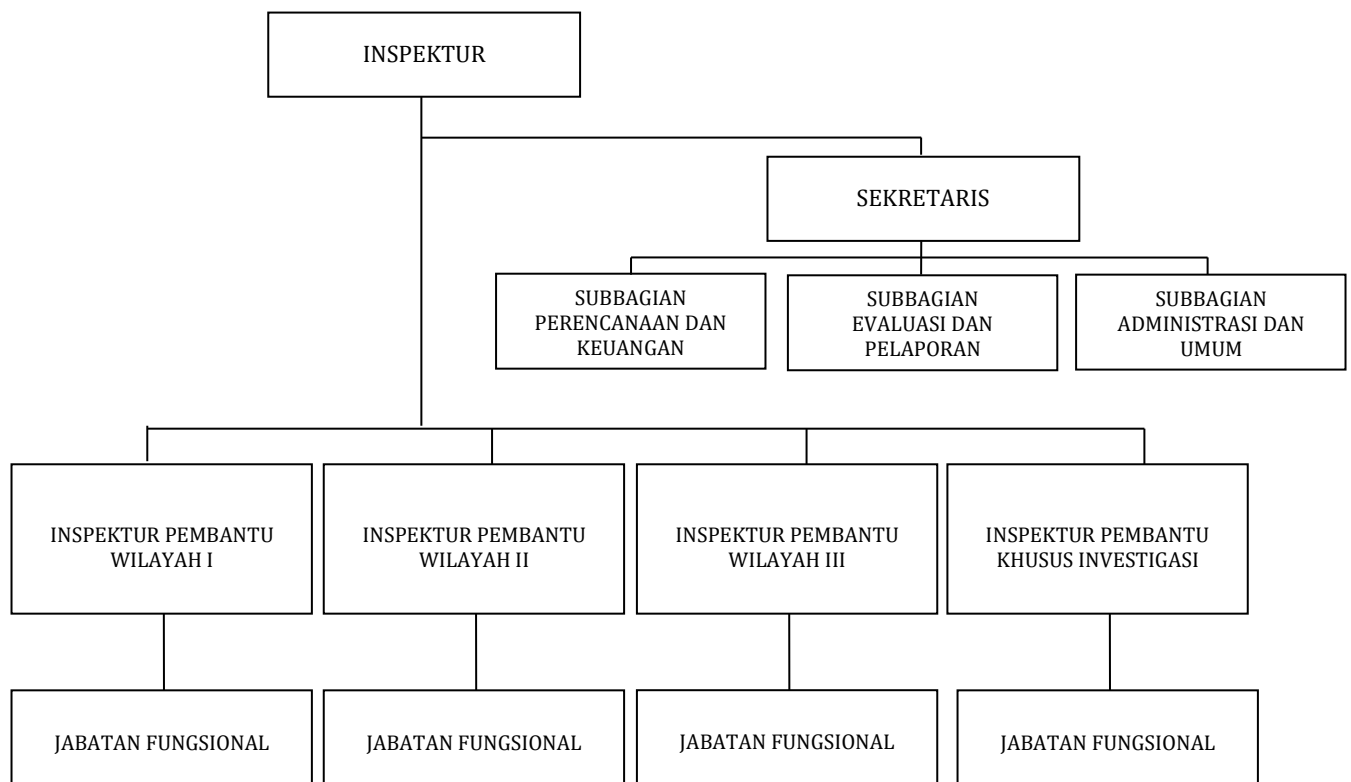 INSPEKTUR
SEKRETARIS
SUBBAGIAN
PERENCANAAN DAN
KEUANGAN
SUBBAGIAN
EVALUASI DAN
PELAPORAN
SUBBAGIAN
ADMINISTRASI DAN
UMUM
INSPEKTUR PEMBANTU
WILAYAH I
INSPEKTUR PEMBANTU
WILAYAH II
INSPEKTUR PEMBANTU
WILAYAH III
INSPEKTUR PEMBANTU
KHUSUS INVESTIGASI
JABATAN FUNGSIONAL
JABATAN FUNGSIONAL
JABATAN FUNGSIONAL
JABATAN FUNGSIONAL